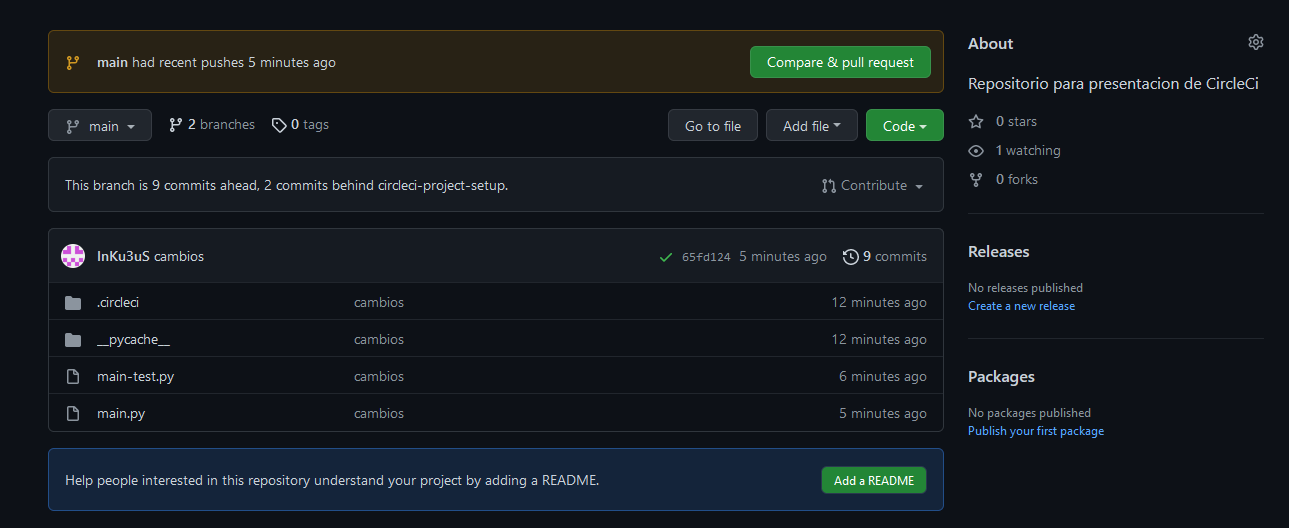 main had recent pushes 5 minutes ago
Compare & pull request
main
2 branches
0 tags
Go to file
Add file
Code
This branch is 9 commits ahead, 2 commits behind circleci-project-setup.
Contribute
InKu3uS cambios
65fd124 5 minutes ago
9 commits
.circleci cambios 12 minutes ago
__pycache__ cambios 12 minutes ago
main-test.py cambios 6 minutes ago
main.py cambios 5 minutes ago
Help people interested in this repository understand your project by adding a README.
Add a README
About
Repositorio para presentacion de CircleCi
0 stars
1 watching
0 forks
Releases
No releases published
Create a new release
Packages
No packages published
Publish your first package